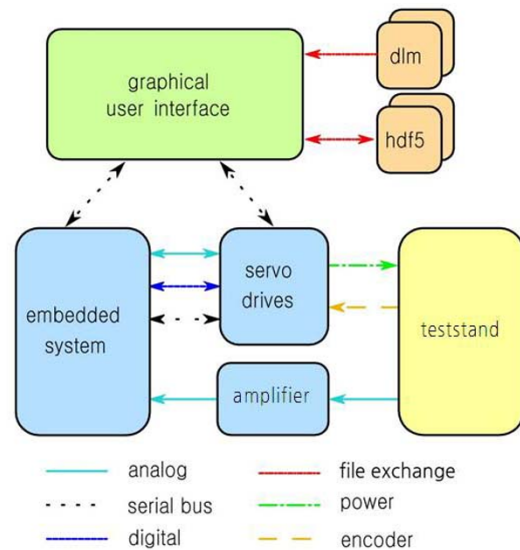 graphical
user interface
dlm
hdf5
embedded
system
servo
drives
amplifier
teststand
analog
serial bus
digital
file exchange
power
encoder